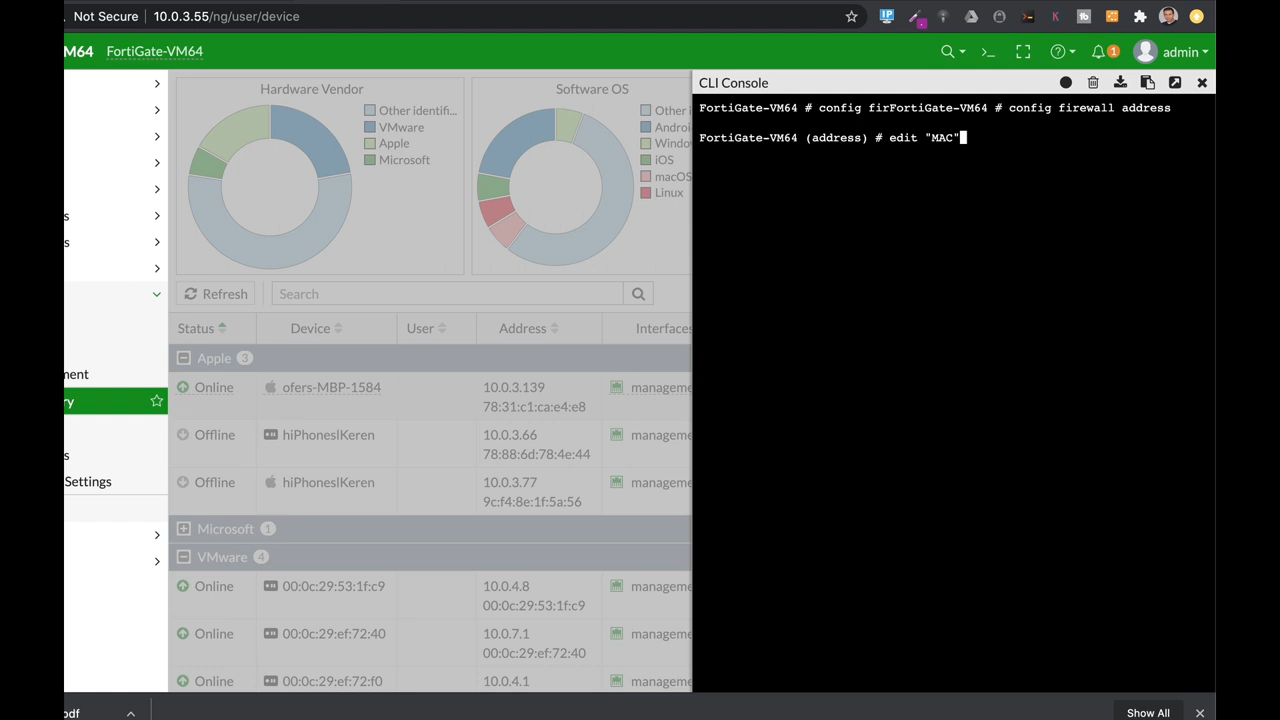 Not Secure 10.0.3.55/ng/user/device
M64 FortiGate-VM64
1 admin
Hardware Vendor
Other identifi...
VMware
Apple
Microsoft
Software OS
Other i
Androi
Windo
iOS
macOS
Linux
s
s
ment
ry
s
Settings
Refresh
Search
Status Device User Address Interfaces
Apple 3
Online ofers-MBP-1584 10.0.3.139 manageme
78:31:c1:ca:e4:e8
Offline hiPhoneslKeren 10.0.3.66 manageme
78:88:6d:78:4e:44
Offline hiPhoneslKeren 10.0.3.77 manageme
9c:f4:8e:1f:5a:56
Microsoft 1
VMware 4
Online 00:0c:29:53:1f:c9 10.0.4.8 manageme
00:0c:29:53:1f:c9
Online 00:0c:29:ef:72:40 10.0.7.1 manageme
00:0c:29:ef:72:40
Online 00:0c:29:ef:72:f0 10.0.4.1 manageme
CLI Console
FortiGate-VM64 # config firFortiGate-VM64 # config firewall address
FortiGate-VM64 (address) # edit "MAC"
odf
Show All